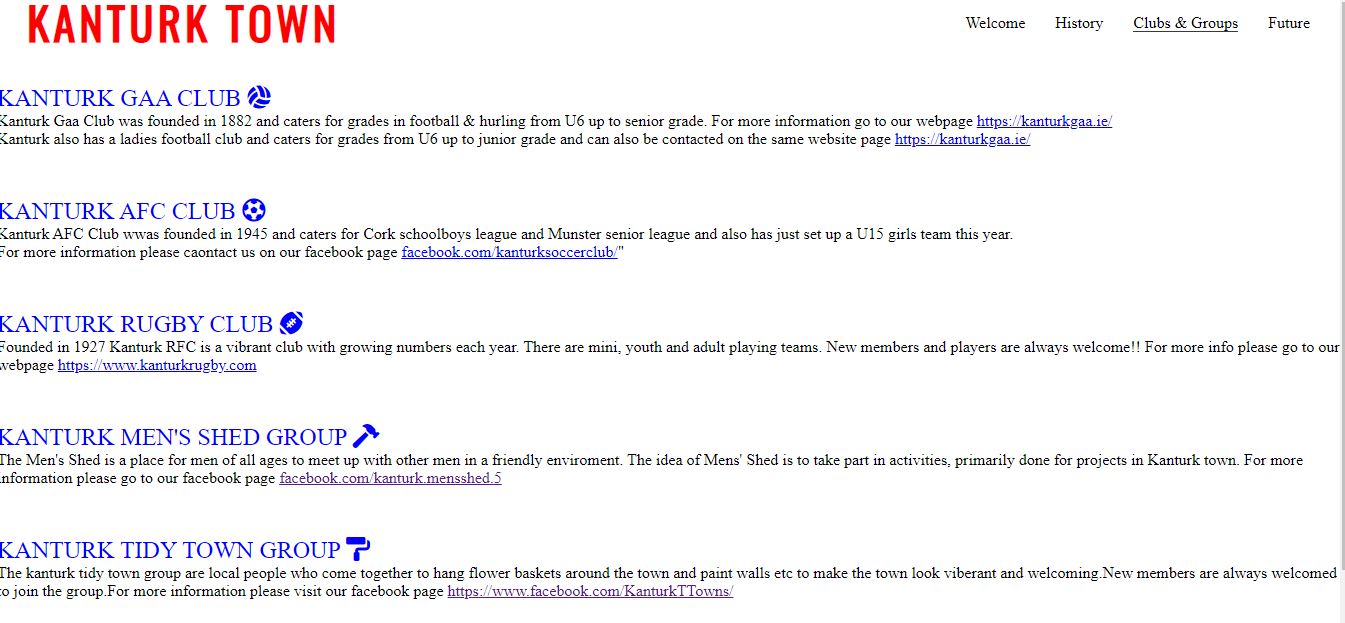 KANTURK TOWN
Welcome History Clubs & Groups Future
KANTURK GAA CLUB
Kanturk Gaa Club was founded in 1882 and caters for grades in football & hurling from U6 up to senior grade. For more information go to our webpage https://kanturkgaa.ie/
Kanturk also has a ladies football club and caters for grades from U6 up to junior grade and can also be contacted on the same website page https://kanturkgaa.ie/
KANTURK AFC CLUB
Kanturk AFC Club wwas founded in 1945 and caters for Cork schoolboys league and Munster senior league and also has just set up a U15 girls team this year.
For more information please caontact us on our facebook page facebook.com/kanturksoccerclub/"
KANTURK RUGBY CLUB
Founded in 1927 Kanturk RFC is a vibrant club with growing numbers each year. There are mini, youth and adult playing teams. New members and players are always welcome!! For more info please go to our
webpage https://www.kanturkrugby.com
KANTURK MEN'S SHED GROUP
The Men's Shed is a place for men of all ages to meet up with other men in a friendly enviroment. The idea of Mens' Shed is to take part in activities, primarily done for projects in Kanturk town. For more
information please go to our facebook page facebook.com/kanturk.mensshed.5
KANTURK TIDY TOWN GROUP
The kanturk tidy town group are local people who come together to hang flower baskets around the town and paint walls etc to make the town look viberant and welcoming.New members are always welcomed
to join the group.For more information please visit our facebook page https://www.facebook.com/KanturkTTowns/